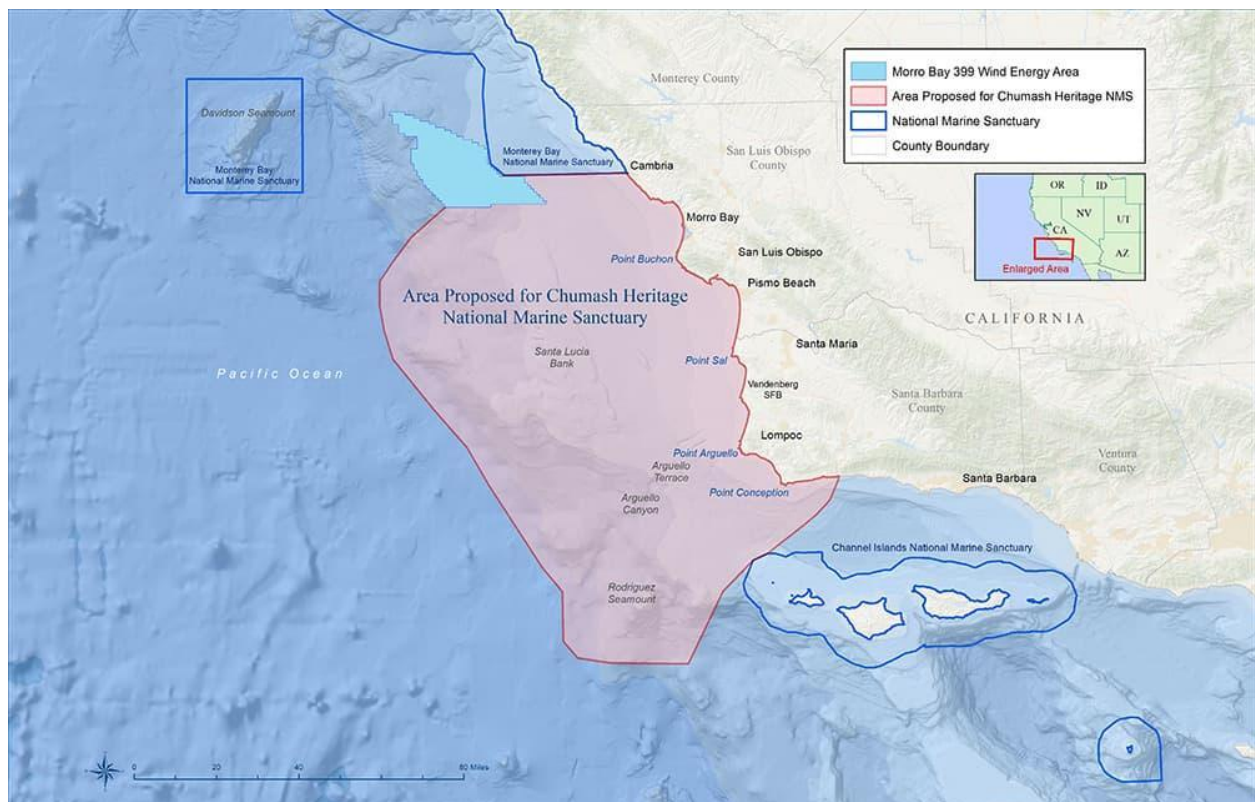 Morro Bay 399 Wind Energy Area
Area Proposed for Chumash Heritage NMS
National Marine Sanctuary
County Boundary
OR
ID
NV
UT
CA
AZ
Enlarged Area
Monterey County
Davidson Seamount
Monterey Bay
National Marine Sanctuary
Monterey Bay
National Marine Sanctuary
Cambria
San Luis Obispo
County
Morro Bay
San Luis Obispo
Point Buchon
Pismo Beach
Area Proposed for Chumash Heritage
National Marine Sanctuary
CALIFORNIA
Santa Maria
Santa Lucia
Bank
Point Sal
Pacific Ocean
Vandenberg
SFB
Santa Barbara
County
Lompoc
Point Arguello
Ventura
County
Arguello
Terrace
Santa Barbara
Point Conception
Arguello
Canyon
Channel Islands National Marine Sanctuary
Rodriguez
Seamount
0
20
40
80 Miles